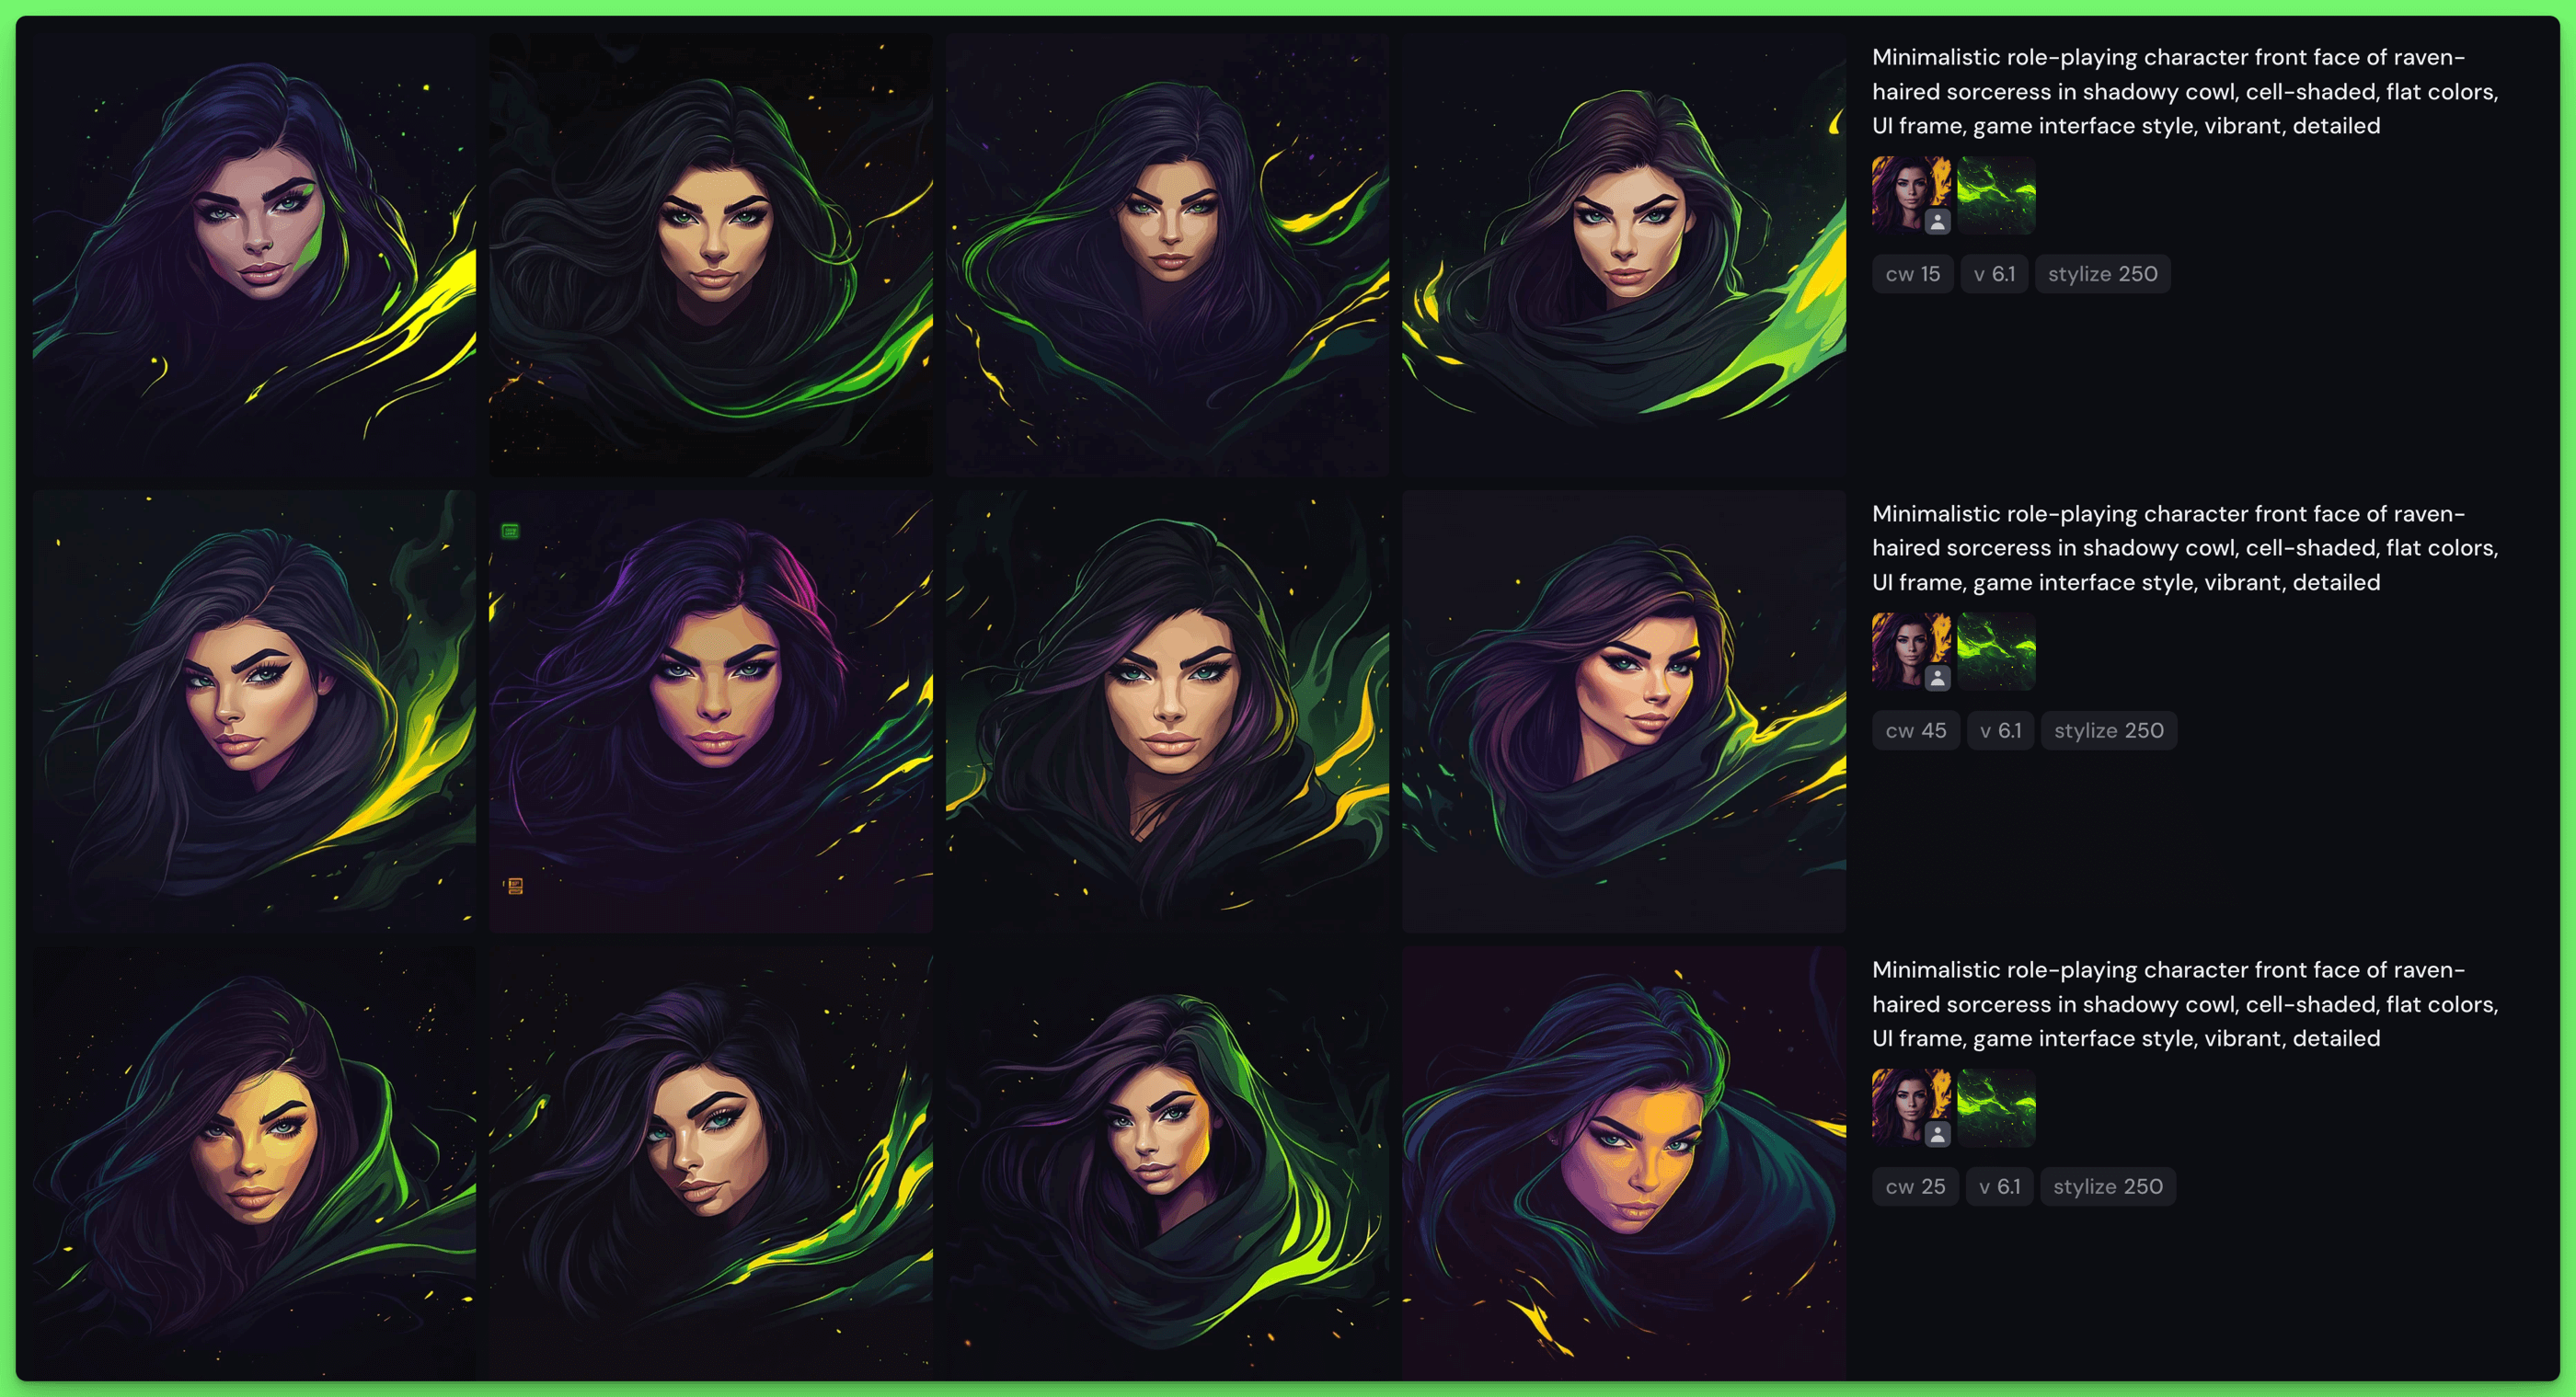 Minimalistic role-playing character front face of raven-
haired sorceress in shadowy cowl, cell-shaded, flat colors,
UI frame, game interface style, vibrant, detailed
cw 15 v 6.1 stylize 250
Minimalistic role-playing character front face of raven-
haired sorceress in shadowy cowl, cell-shaded, flat colors,
UI frame, game interface style, vibrant, detailed
cw 45 v 6.1 stylize 250
Minimalistic role-playing character front face of raven-
haired sorceress in shadowy cowl, cell-shaded, flat colors,
UI frame, game interface style, vibrant, detailed
cw 25 v 6.1 stylize 250